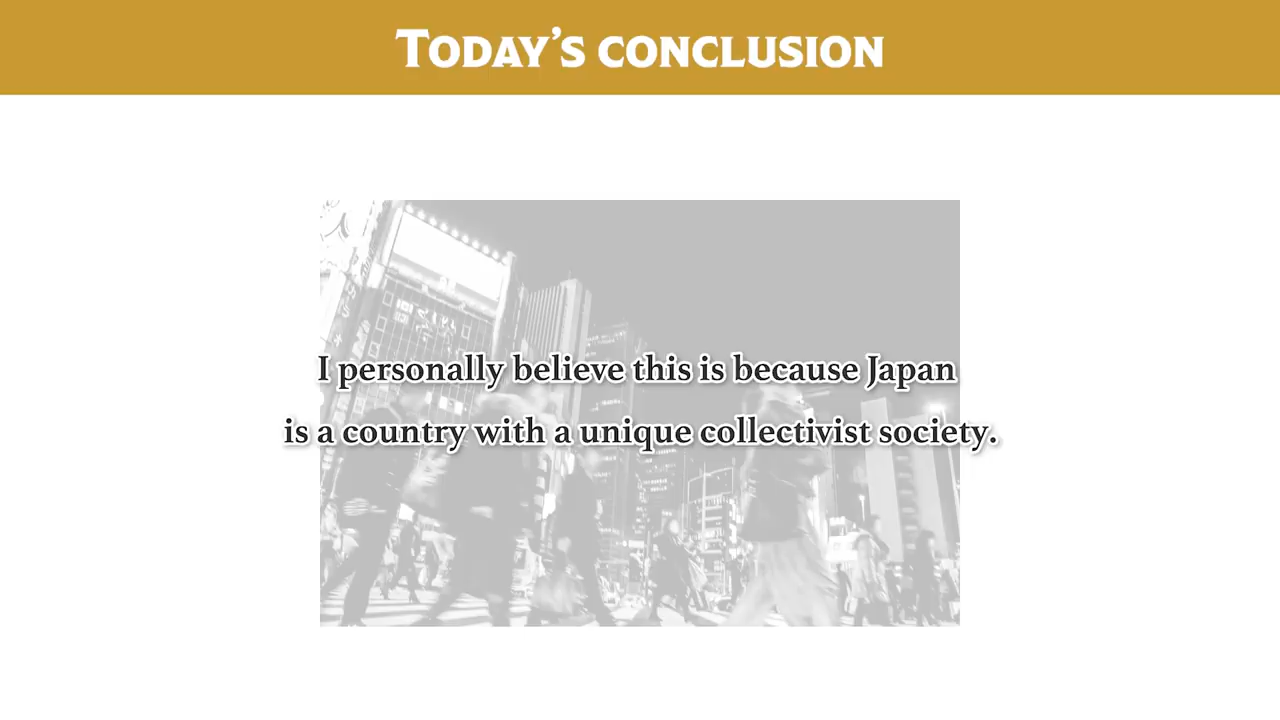 Today's conclusion
I personally believe this is because Japan
is a country with a unique collectivist society.